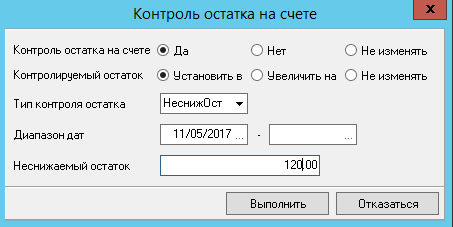 Контроль остатка на счете
x
Контроль остатка на счете Да Нет Не изменять
Контролируемый остаток Установить в Увеличить на Не изменять
Тип контроля остатка НеснижОст
Диапазон дат 11/05/2017 ... - ...
Неснижаемый остаток 120.00
Выполнить Отказаться